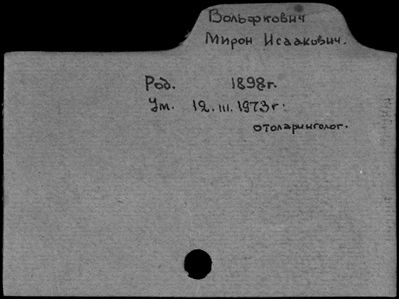 Вольфкович
Мирон Исаакович.
Род. 1898г.
Ум. 12.III.1973г.
отоларинголог.